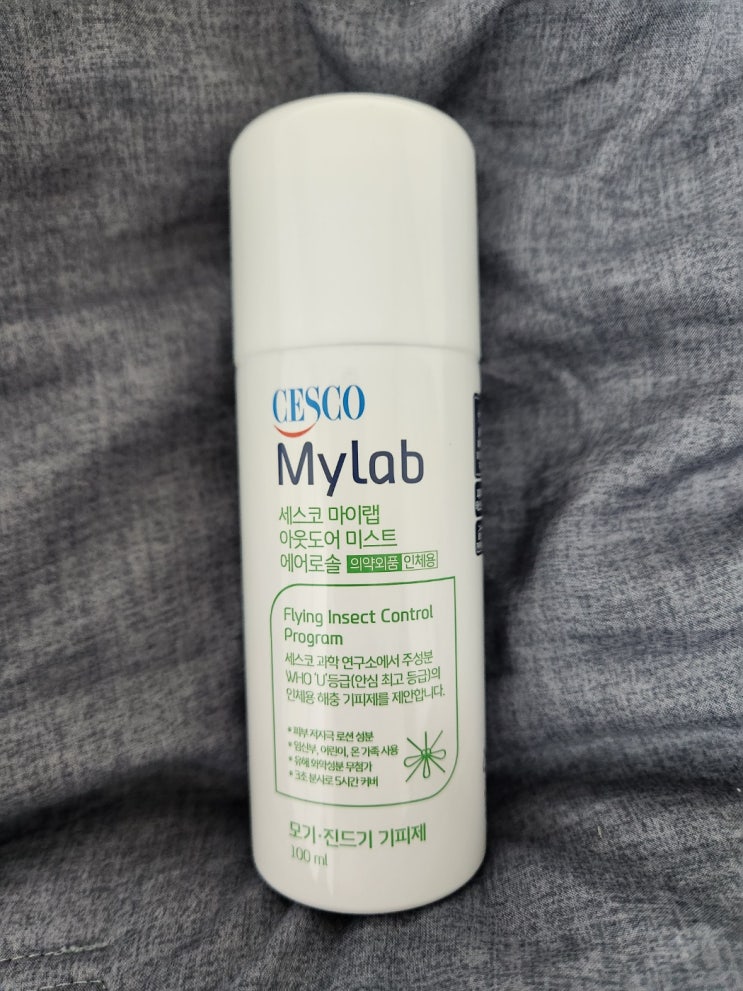 CESCO
Mylab
세스코 마이랩
아웃도어 미스트
에어로솔 의약외품 인체용
Flying Insect Control
Program
세스코 과학 연구소에서 주성분
WHO 'U'등급(안심 최고 등급)의
인체용 해충 기피제를 제안합니다.
* 피부 저자극 로션 성분
* 임산부, 어린이, 온 가족 사용
* 유해 화학성분 무첨가
* 3초 분사로 5시간 커버
모기·진드기 기피제
100 ml